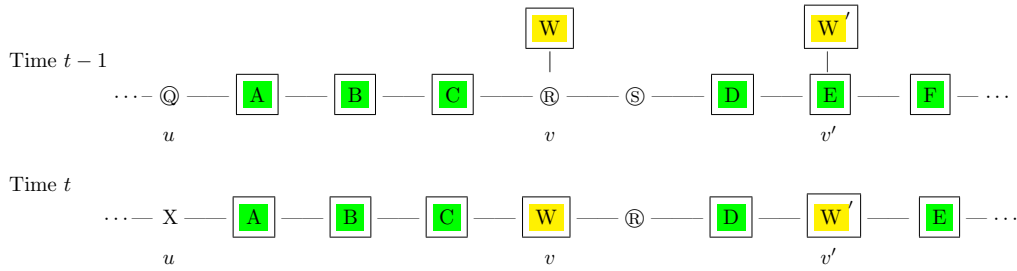 W W′
Time t − 1
··· Q A B C R S D E F ···
u v v′
Time t
··· X A B C W R D W′ E ···
u v v′